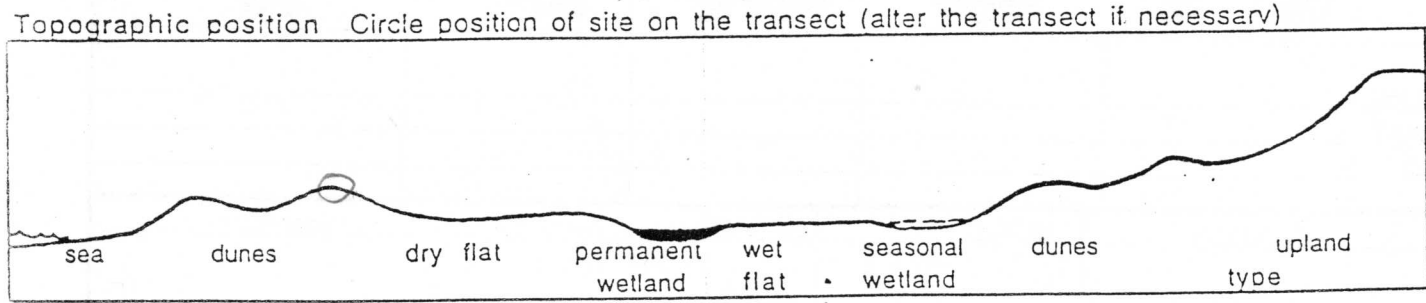 Topographic position Circle position of site on the transect (alter the transect if necessary)
sea dunes dry flat permanent wet seasonal dunes upland
wetland flat wetland type